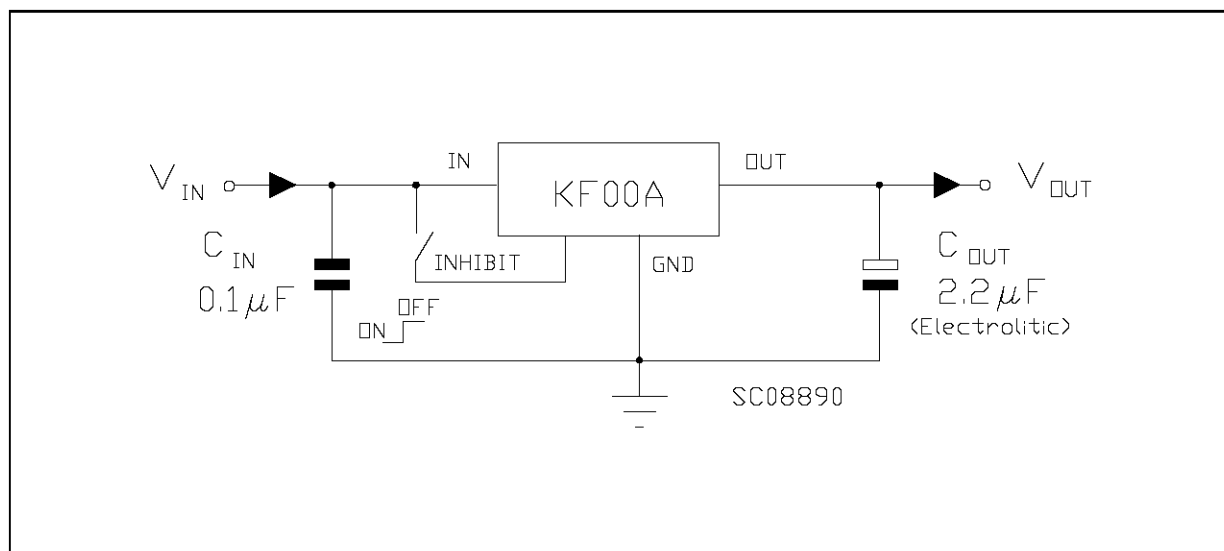 IN
OUT
V IN
KF00A
V OUT
C IN
0.1μF
INHIBIT
GND
C OUT
2.2μF
(Electrolitic)
OFF
ON
SC08890